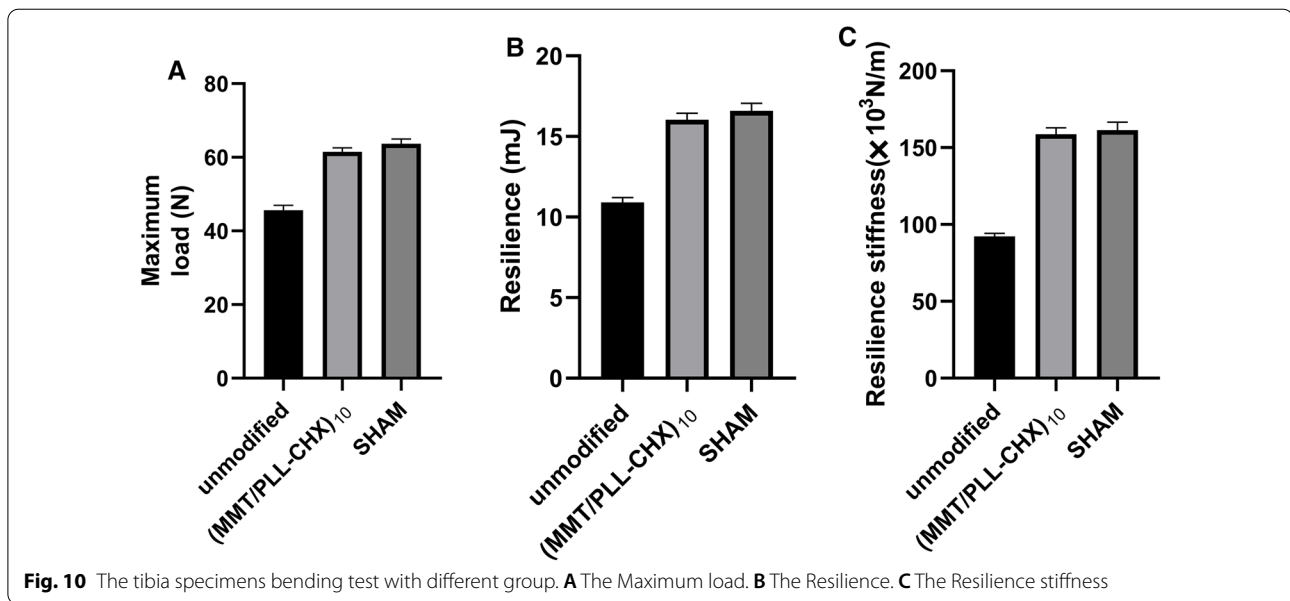 A
Maximum
load (N)
80
60
40
20
0
unmodified
(MMT/PLL-CHX)10
SHAM
B
Resilience (mJ)
20
15
10
5
0
unmodified
(MMT/PLL-CHX)10
SHAM
C
Resilience stiffness(×10³N/m)
200
150
100
50
0
unmodified
(MMT/PLL-CHX)10
SHAM
Fig. 10 The tibia specimens bending test with different group. A The Maximum load. B The Resilience. C The Resilience stiffness